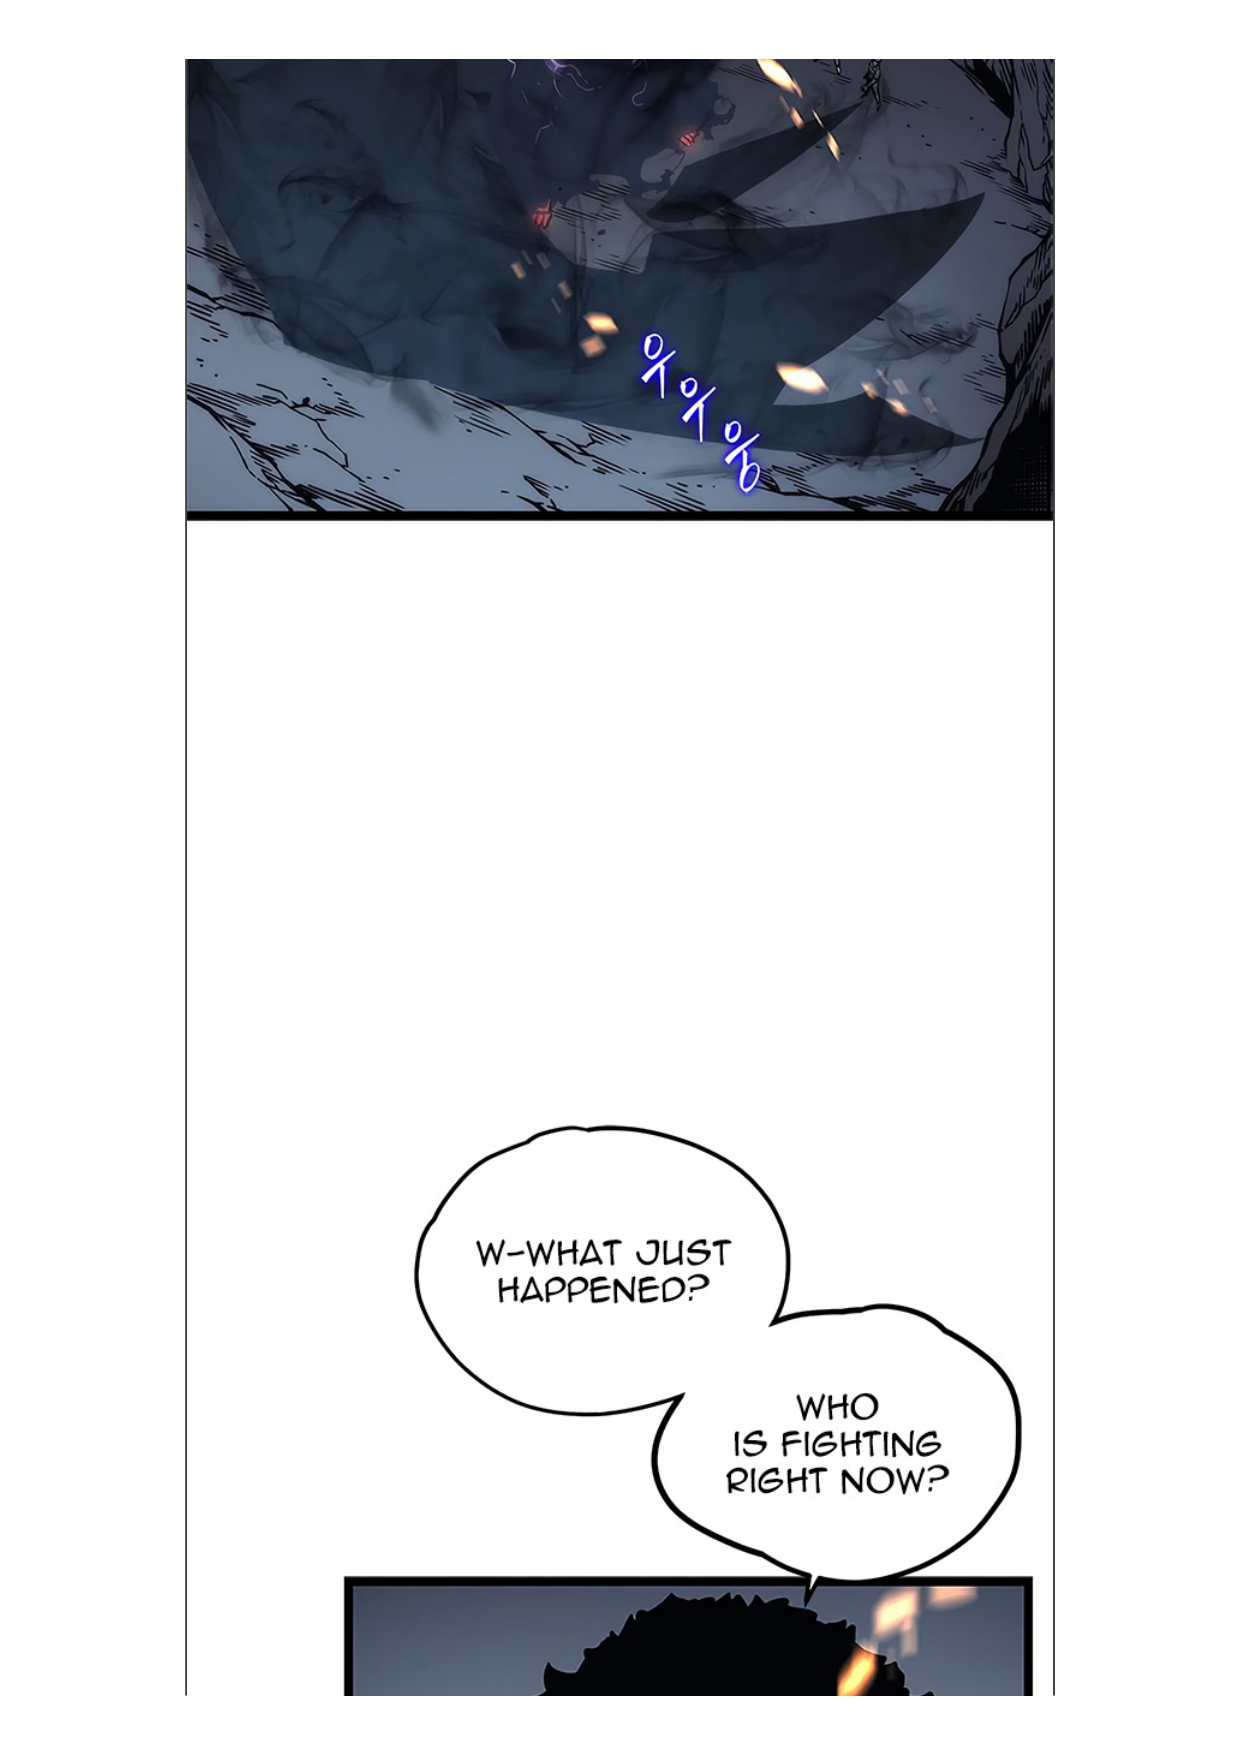 우우웅
W-WHAT JUST
HAPPENED?
WHO
IS FIGHTING
RIGHT NOW?